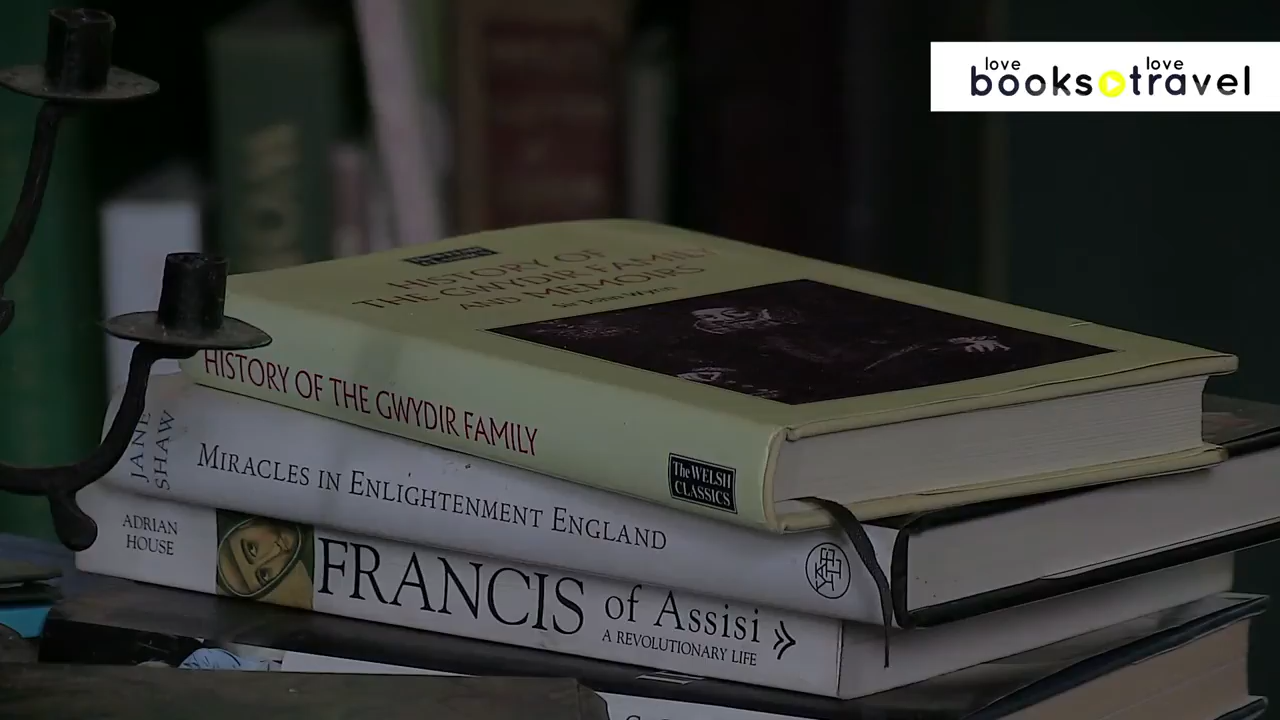 love love
books travel
HISTORY OF
THE GWYDIR FAMILY
AND MEMOIRS
Sir John Wynn
HISTORY OF THE GWYDIR FAMILY
The WELSH
CLASSICS
JANE
SHAW
MIRACLES IN ENLIGHTENMENT ENGLAND
ADRIAN
HOUSE
FRANCIS of Assisi
A REVOLUTIONARY LIFE